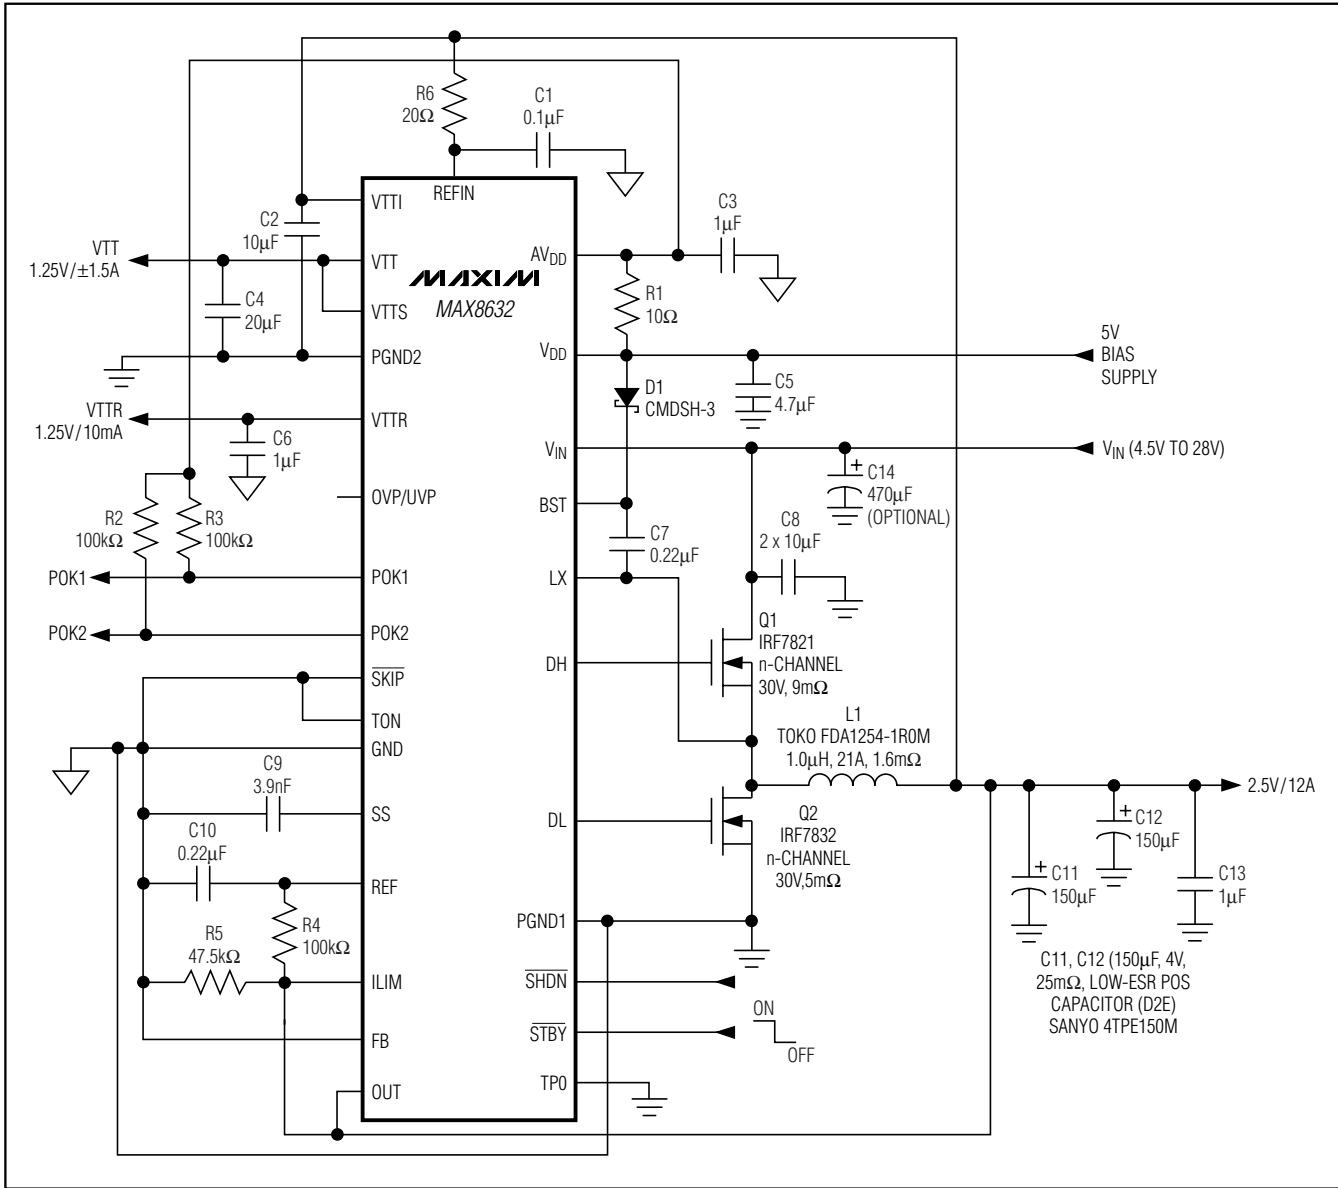 R6
20Ω
C1
0.1µF
REFIN
VTTI
C2
10µF
C3
1µF
VTT
1.25V/±1.5A
VTT
AVDD
MAXIM
MAX8632
C4
20µF
VTTS
R1
10Ω
PGND2
VDD
5V
BIAS
SUPPLY
D1
CMDSH-3
C5
4.7µF
VTTR
1.25V/10mA
VTTR
C6
1µF
VIN
VIN (4.5V TO 28V)
C14
470µF
(OPTIONAL)
+
OVP/UVP
BST
R2
100kΩ
R3
100kΩ
C7
0.22µF
C8
2 x 10µF
POK1
POK1
LX
POK2
POK2
Q1
IRF7821
n-CHANNEL
30V, 9mΩ
DH
SKIP
TON
L1
TOKO FDA1254-1R0M
1.0µH, 21A, 1.6mΩ
GND
C9
3.9nF
2.5V/12A
SS
DL
Q2
IRF7832
n-CHANNEL
30V,5mΩ
+
C12
150µF
C10
0.22µF
REF
+
C11
150µF
C13
1µF
R4
100kΩ
PGND1
R5
47.5kΩ
ILIM
SHDN
C11, C12 (150µF, 4V,
25mΩ, LOW-ESR POS
CAPACITOR (D2E)
SANYO 4TPE150M
ON
STBY
OFF
FB
TP0
OUT